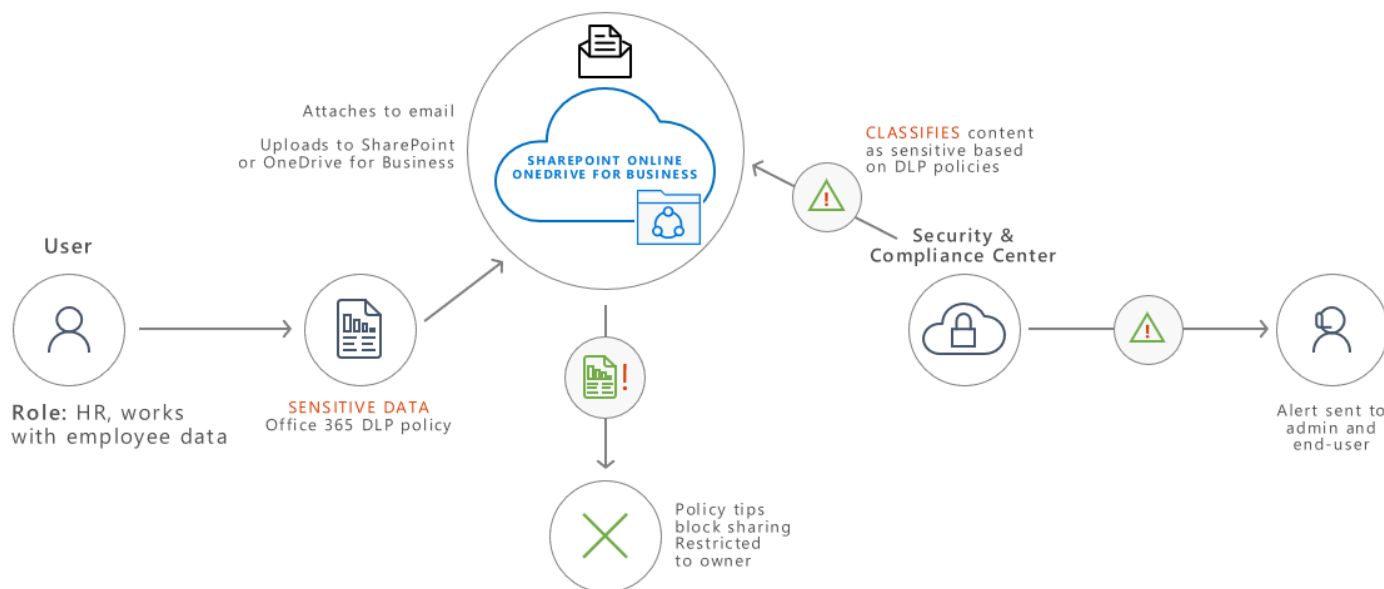 Attaches to email
Uploads to SharePoint
or OneDrive for Business
SHAREPOINT ONLINE
ONEDRIVE FOR BUSINESS
CLASSIFIES content
as sensitive based
on DLP policies
User
Role: HR, works
with employee data
SENSITIVE DATA
Office 365 DLP policy
!
Policy tips
block sharing
Restricted
to owner
!
Security &
Compliance Center
!
Alert sent to
admin and
end-user